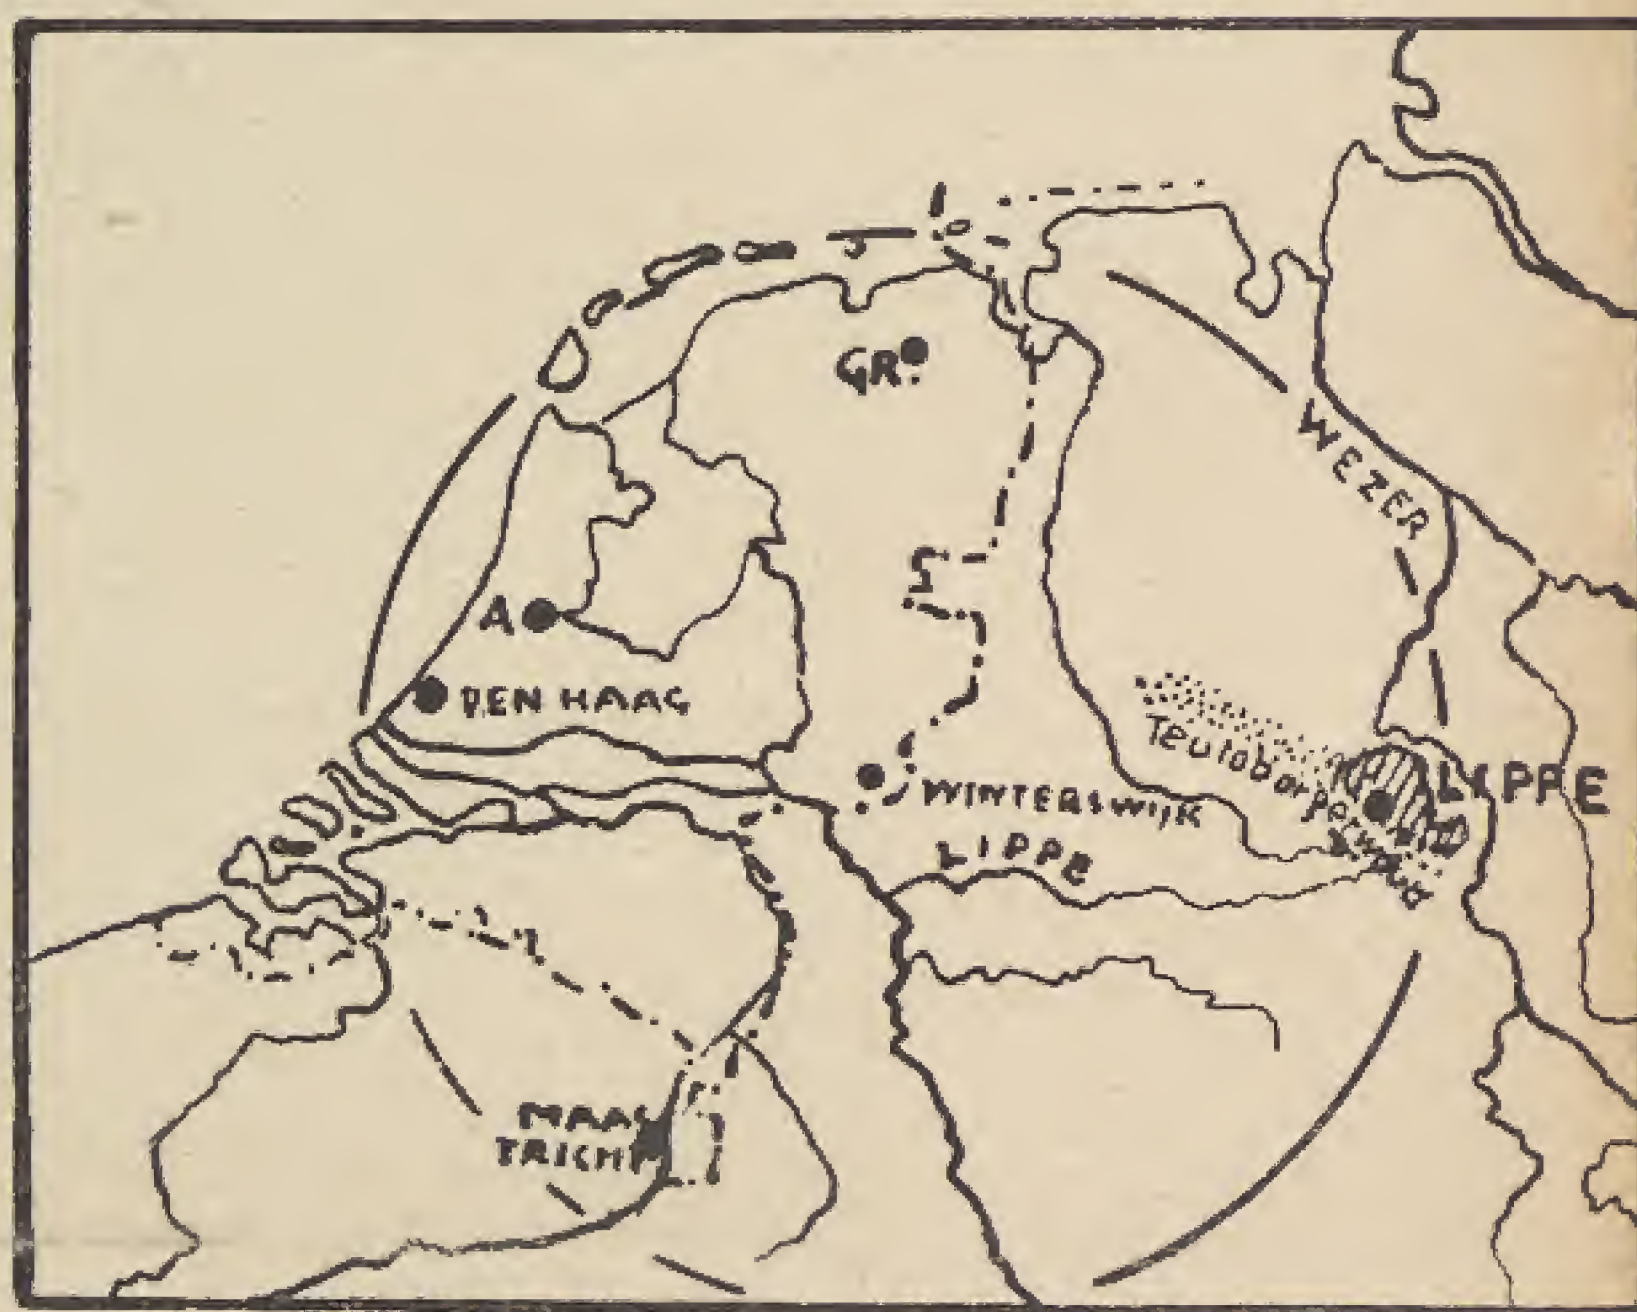 GR.
WEZER
A
DEN HAAG
Teutoburgerwoud
LIPPE
WINTERSWIJK
LIPPE
MAAS
TRICHT